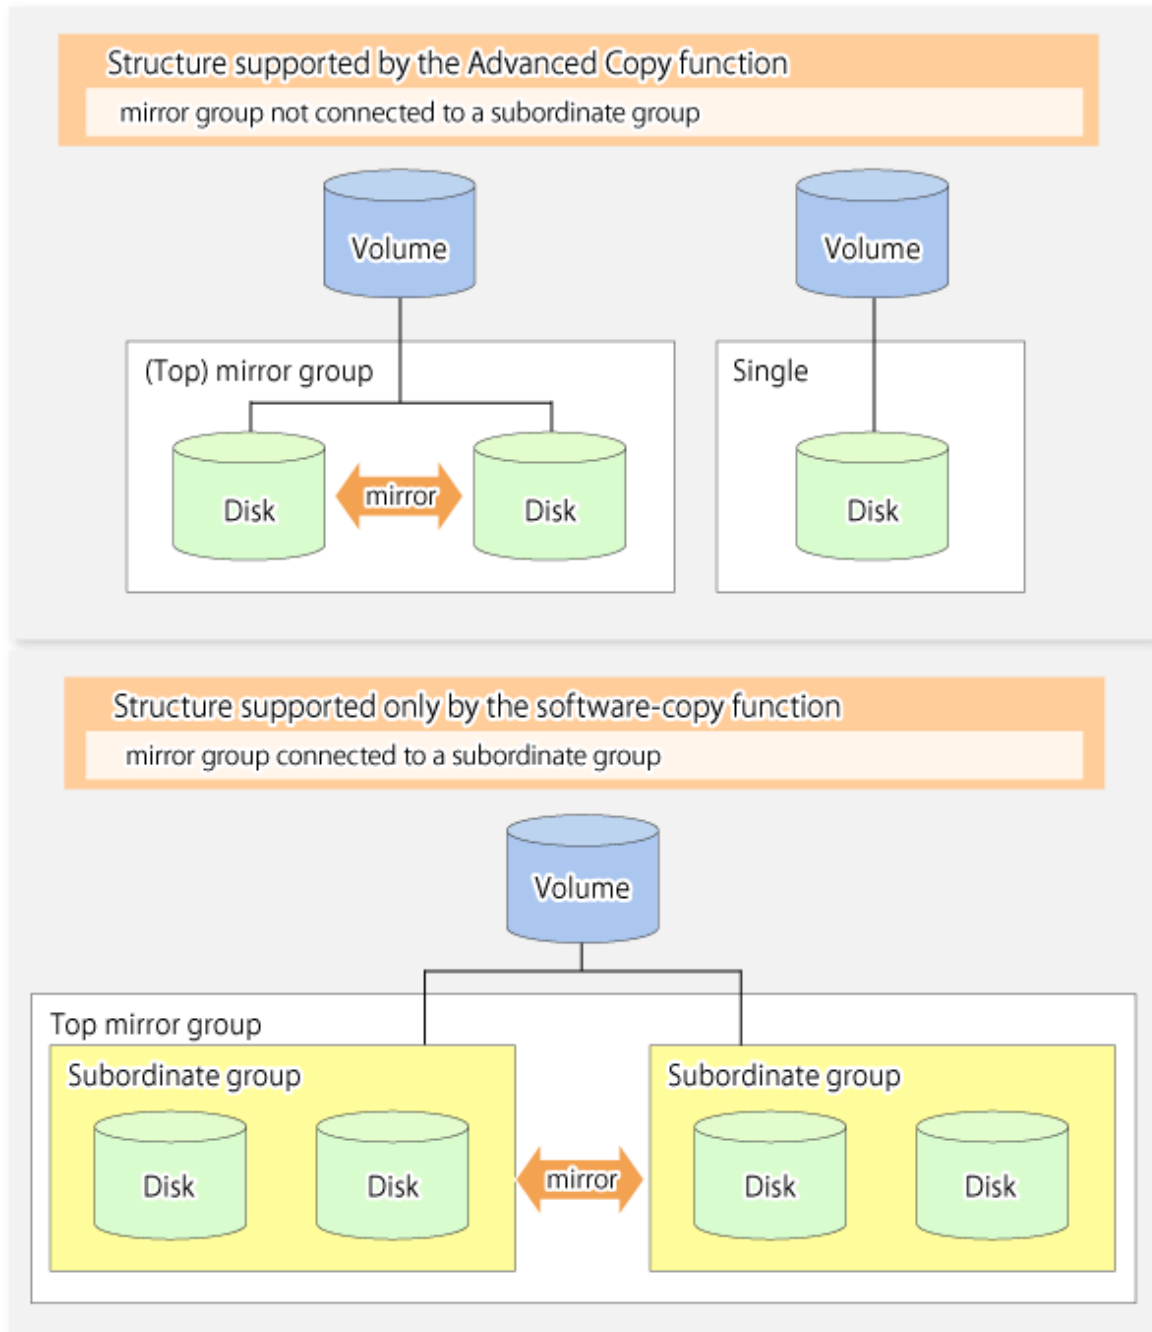 Structure supported by the Advanced Copy function
mirror group not connected to a subordinate group
Volume
Volume
(Top) mirror group
Single
Disk
mirror
Disk
Disk
Structure supported only by the software-copy function
mirror group connected to a subordinate group
Volume
Top mirror group
Subordinate group
Subordinate group
Disk
Disk
mirror
Disk
Disk